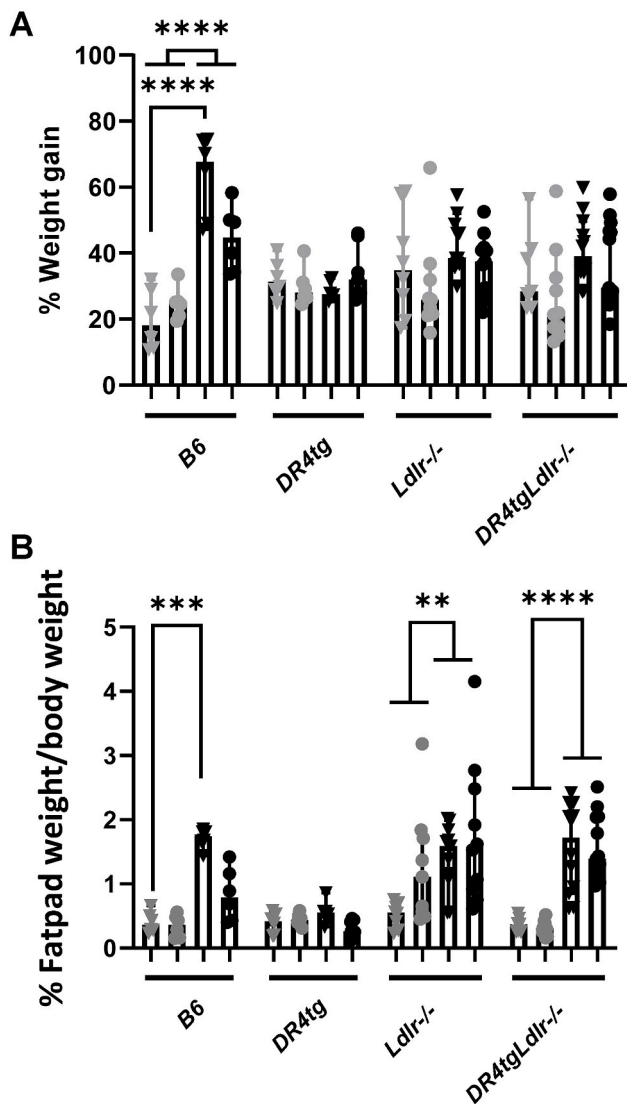 A
****
****
% Weight gain
100
80
60
40
20
0
B6
DR4tg
Ldlr-/-
DR4tgLdlr-/-
B
***
**
****
% Fatpad weight/body weight
5
4
3
2
1
0
B6
DR4tg
Ldlr-/-
DR4tgLdlr-/-